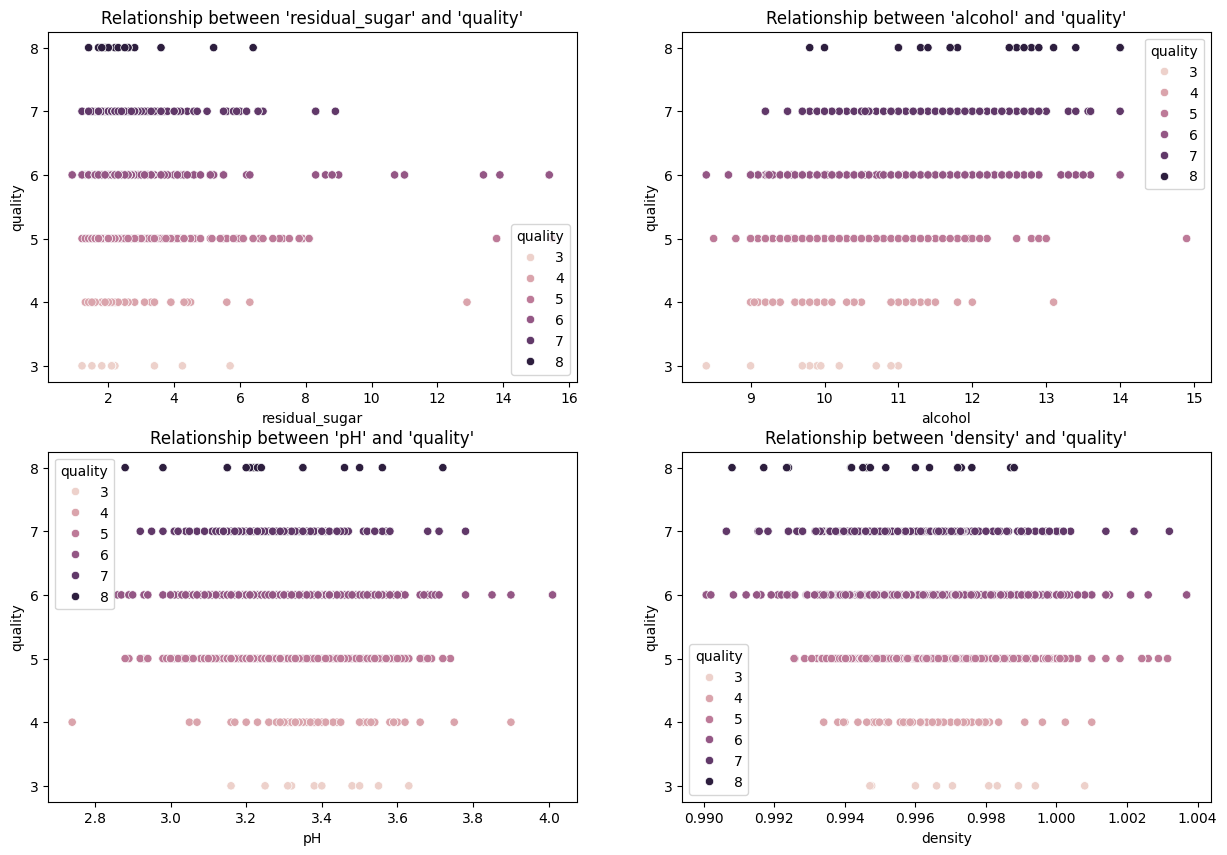 Relationship between 'residual_sugar' and 'quality'
quality
8
7
6
5
4
3
quality
3
4
5
6
7
8
2 4 6 8 10 12 14 16
residual_sugar
Relationship between 'alcohol' and 'quality'
quality
8
7
6
5
4
3
quality
3
4
5
6
7
8
9 10 11 12 13 14 15
alcohol
Relationship between 'pH' and 'quality'
quality
8
7
6
5
4
3
quality
3
4
5
6
7
8
2.8 3.0 3.2 3.4 3.6 3.8 4.0
pH
Relationship between 'density' and 'quality'
quality
8
7
6
5
4
3
quality
3
4
5
6
7
8
0.990 0.992 0.994 0.996 0.998 1.000 1.002 1.004
density